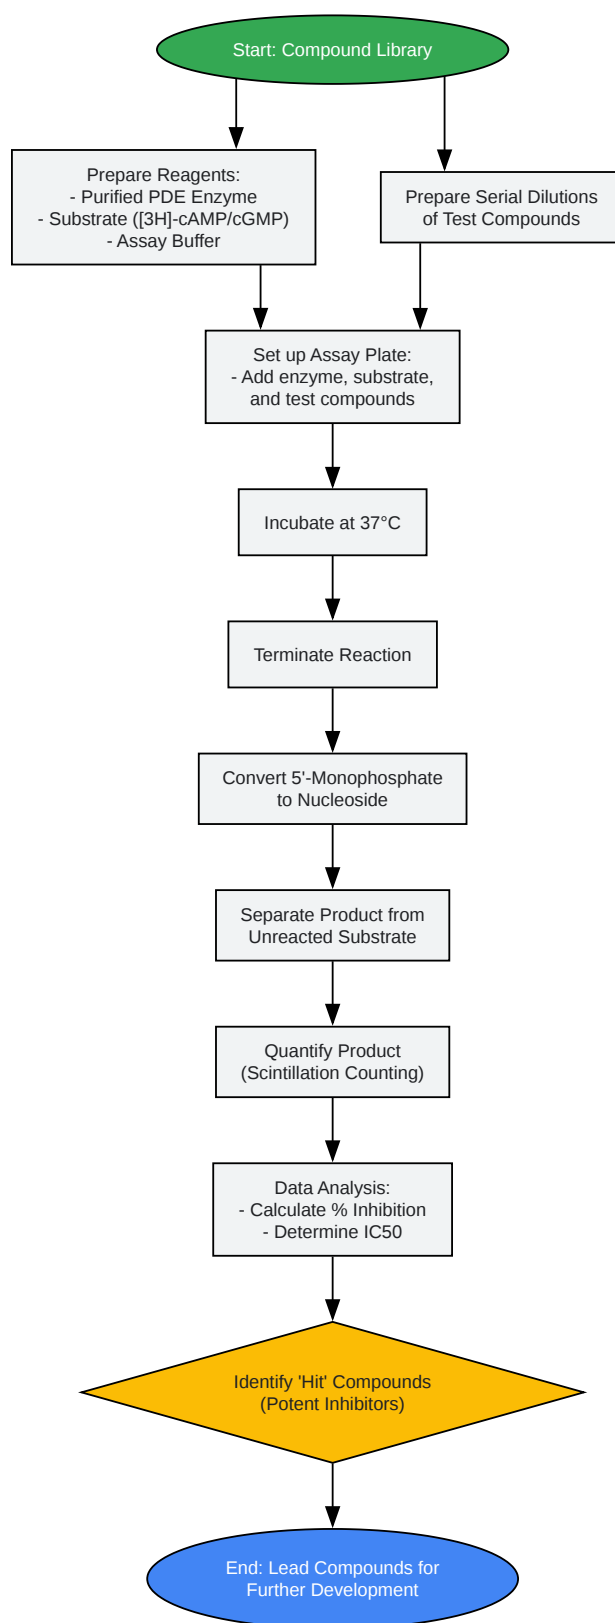 Start: Compound Library
Prepare Reagents:
- Purified PDE Enzyme
- Substrate ([3H]-cAMP/cGMP)
- Assay Buffer
Prepare Serial Dilutions
of Test Compounds
Set up Assay Plate:
- Add enzyme, substrate,
and test compounds
Incubate at 37°C
Terminate Reaction
Convert 5'-Monophosphate
to Nucleoside
Separate Product from
Unreacted Substrate
Quantify Product
(Scintillation Counting)
Data Analysis:
- Calculate % Inhibition
- Determine IC50
Identify 'Hit' Compounds
(Potent Inhibitors)
End: Lead Compounds for
Further Development